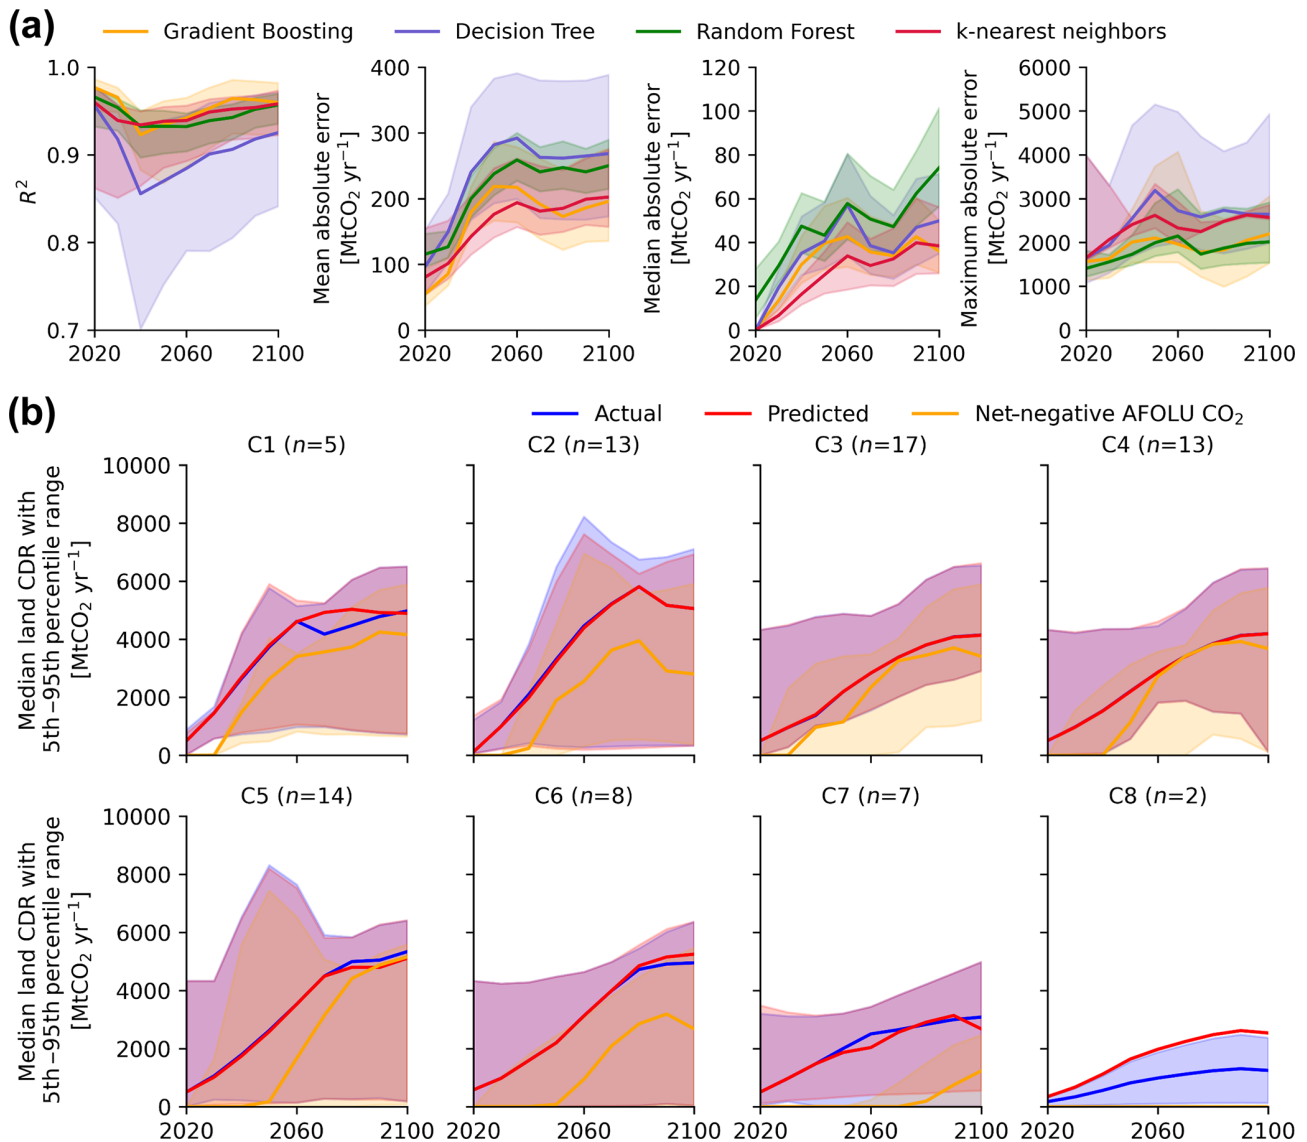 (a)
Gradient Boosting Decision Tree Random Forest k-nearest neighbors
R²
1.0
0.9
0.8
0.7
2020 2060 2100
Mean absolute error
[MtCO₂ yr⁻¹]
400
300
200
100
0
2020 2060 2100
Median absolute error
[MtCO₂ yr⁻¹]
120
100
80
60
40
20
0
2020 2060 2100
Maximum absolute error
[MtCO₂ yr⁻¹]
6000
5000
4000
3000
2000
1000
0
2020 2060 2100
(b)
Actual Predicted Net-negative AFOLU CO₂
C1 (n=5) C2 (n=13) C3 (n=17) C4 (n=13)
Median land CDR with
5th−95th percentile range
[MtCO₂ yr⁻¹]
10000
8000
6000
4000
2000
0
C5 (n=14) C6 (n=8) C7 (n=7) C8 (n=2)
Median land CDR with
5th−95th percentile range
[MtCO₂ yr⁻¹]
10000
8000
6000
4000
2000
0
2020 2060 2100 2020 2060 2100 2020 2060 2100 2020 2060 2100